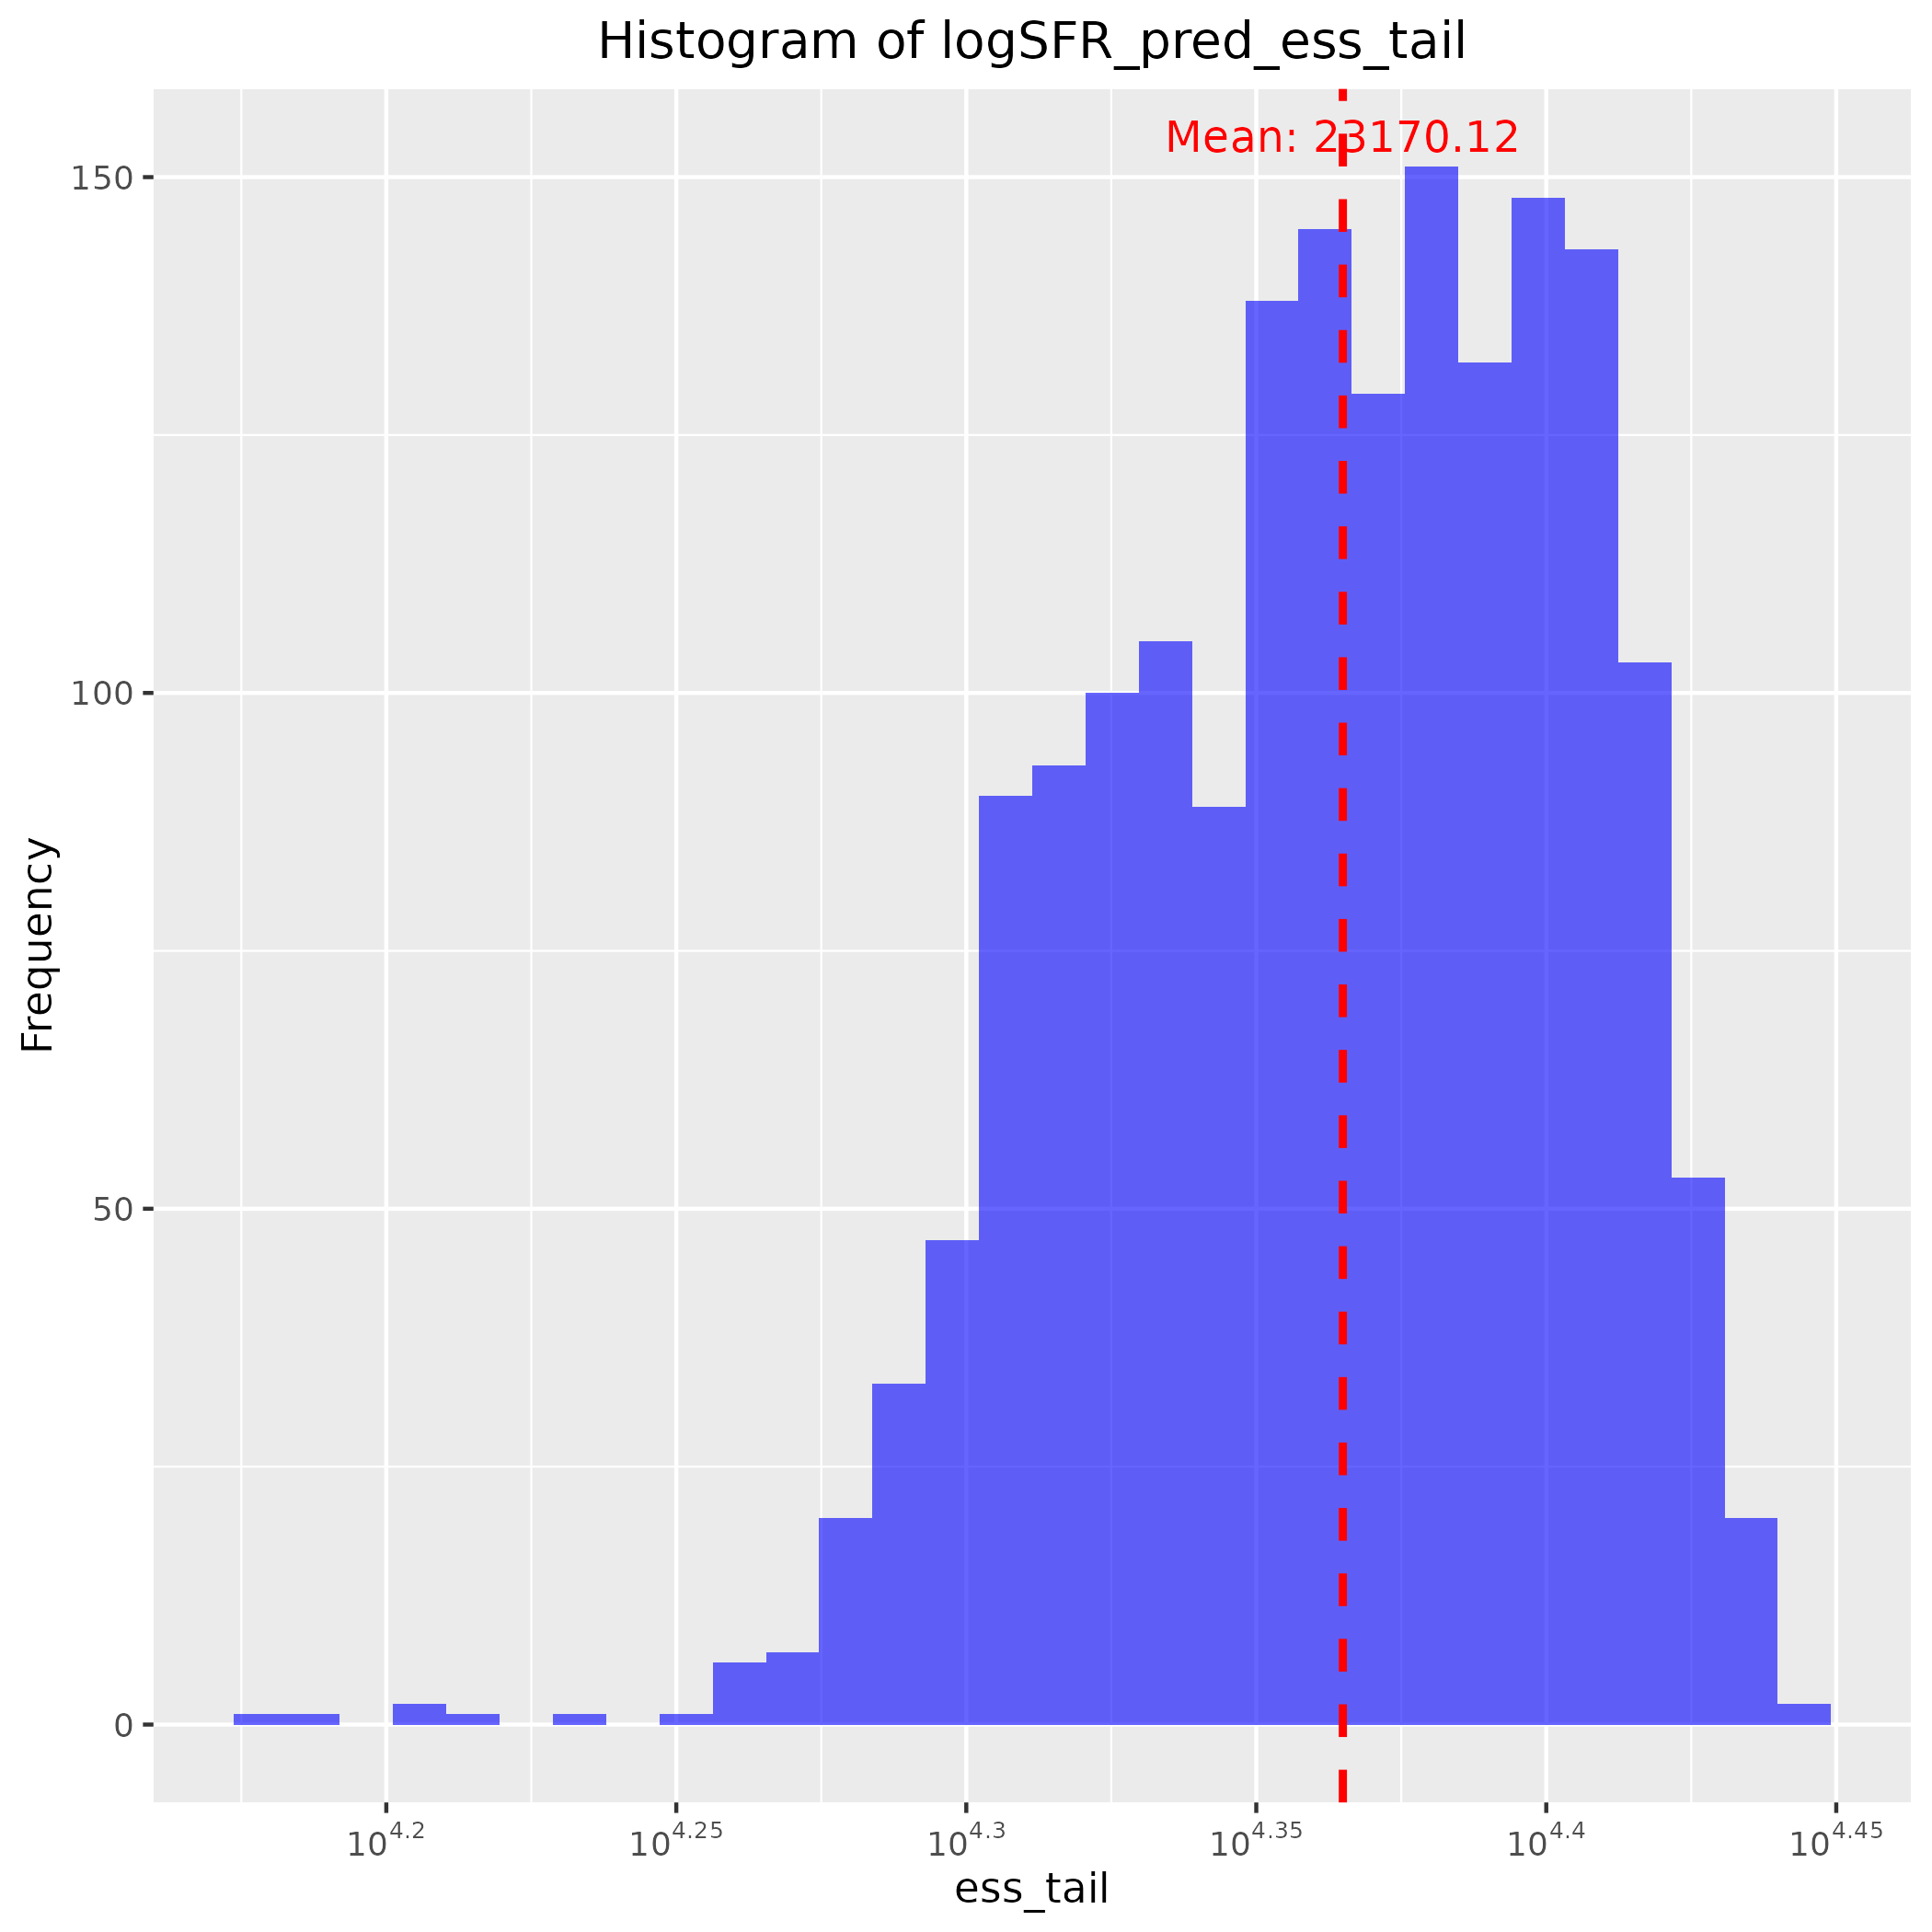 Histogram of logSFR_pred_ess_tail
Mean: 23170.12
150
100
50
0
Frequency
10^4.2 10^4.25 10^4.3 10^4.35 10^4.4 10^4.45
ess_tail